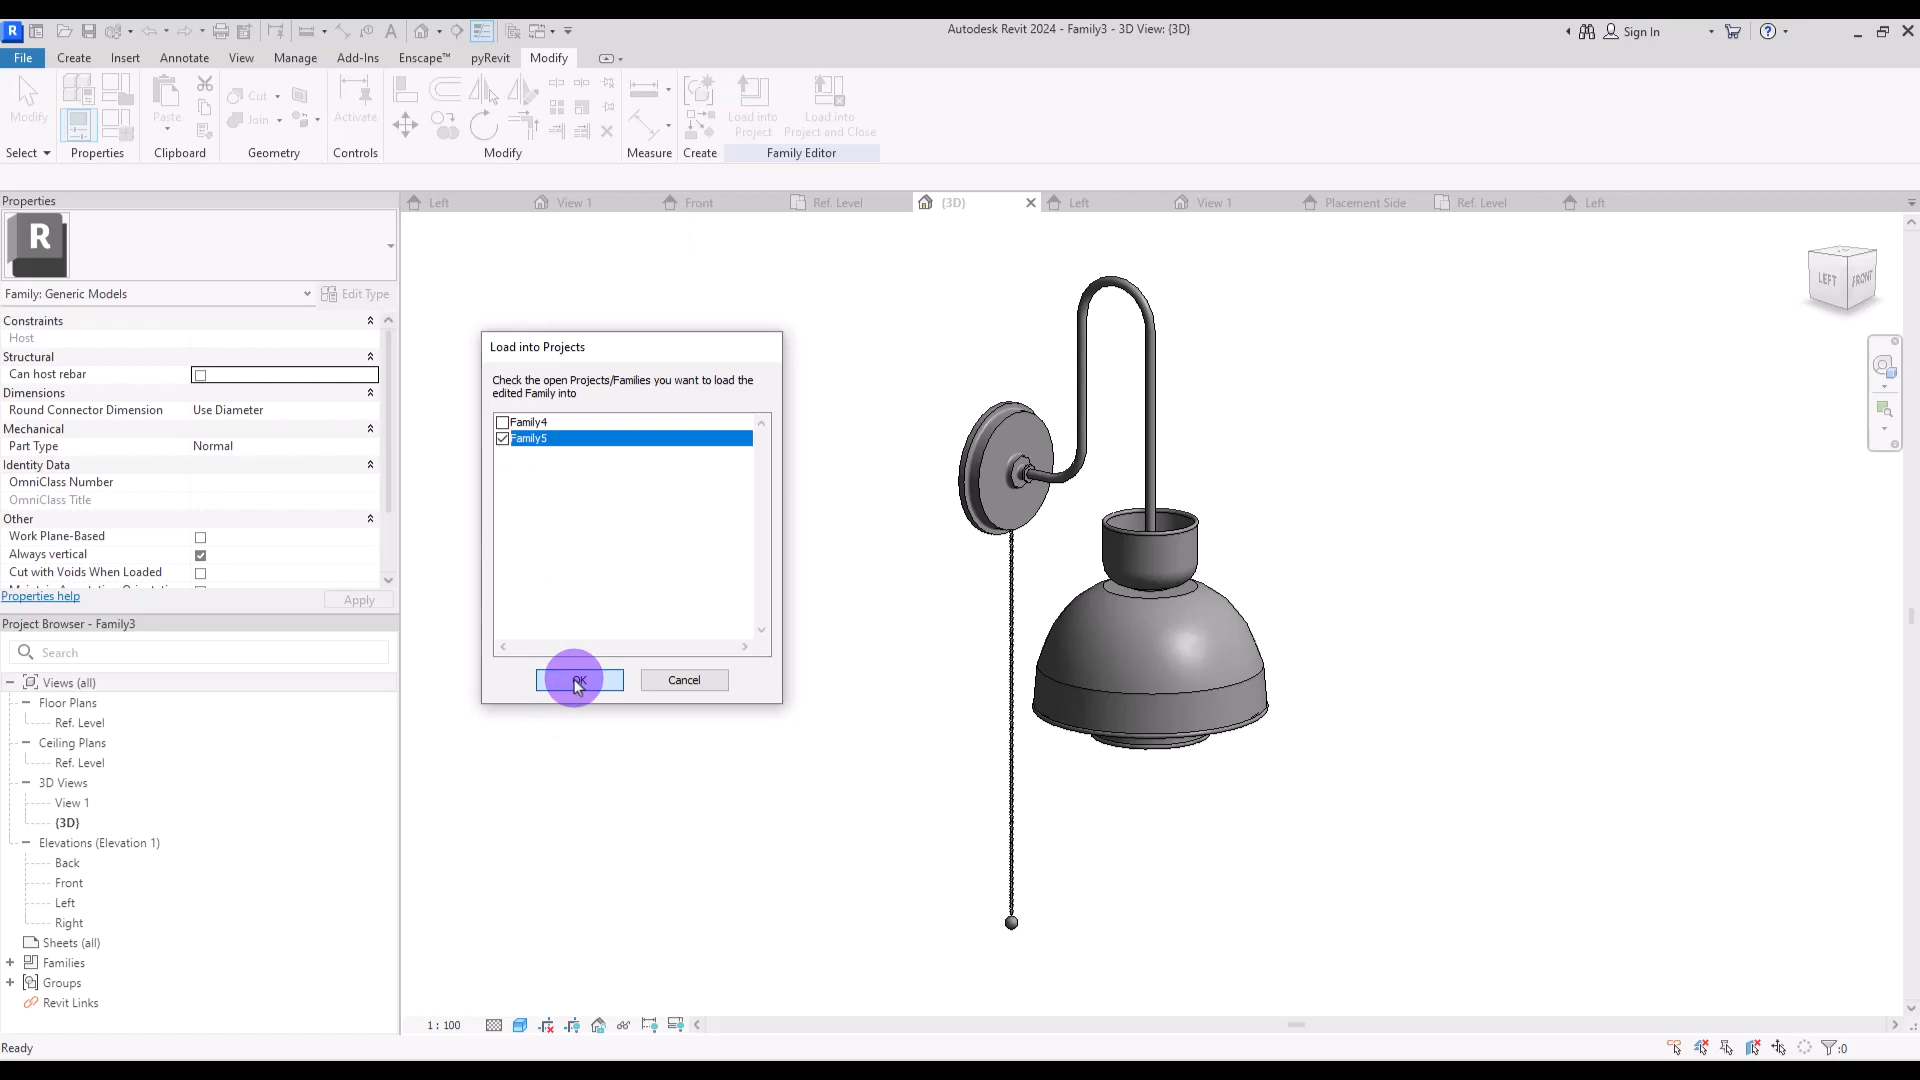 Autodesk Revit 2024 - Family3 - 3D View: {3D}
Sign In
File Create Insert Annotate View Manage Add-Ins Enscape™ pyRevit Modify
Modify
Paste
Cut
Join
Activate
Load into
Project
Load into
Project and Close
Select Properties Clipboard Geometry Controls Modify Measure Create Family Editor
Properties
Left View 1 Front Ref. Level {3D} Left View 1 Placement Side Ref. Level Left
R
Family: Generic Models
Edit Type
Constraints
Host
Structural
Can host rebar
Dimensions
Round Connector Dimension Use Diameter
Mechanical
Part Type Normal
Identity Data
OmniClass Number
OmniClass Title
Other
Work Plane-Based
Always vertical
Cut with Voids When Loaded
Properties help
Apply
Project Browser - Family3
Search
Views (all)
Floor Plans
Ref. Level
Ceiling Plans
Ref. Level
3D Views
View 1
{3D}
Elevations (Elevation 1)
Back
Front
Left
Right
Sheets (all)
Families
Groups
Revit Links
Load into Projects
Check the open Projects/Families you want to load the
edited Family into
Family4
Family5
OK
Cancel
LEFT
FRONT
1 : 100
Ready
:0